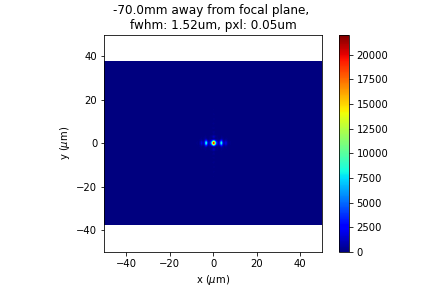 -70.0mm away from focal plane,
fwhm: 1.52um, pxl: 0.05um
40
20
0
−20
−40
y (μm)
−40 −20 0 20 40
x (μm)
20000
17500
15000
12500
10000
7500
5000
2500
0